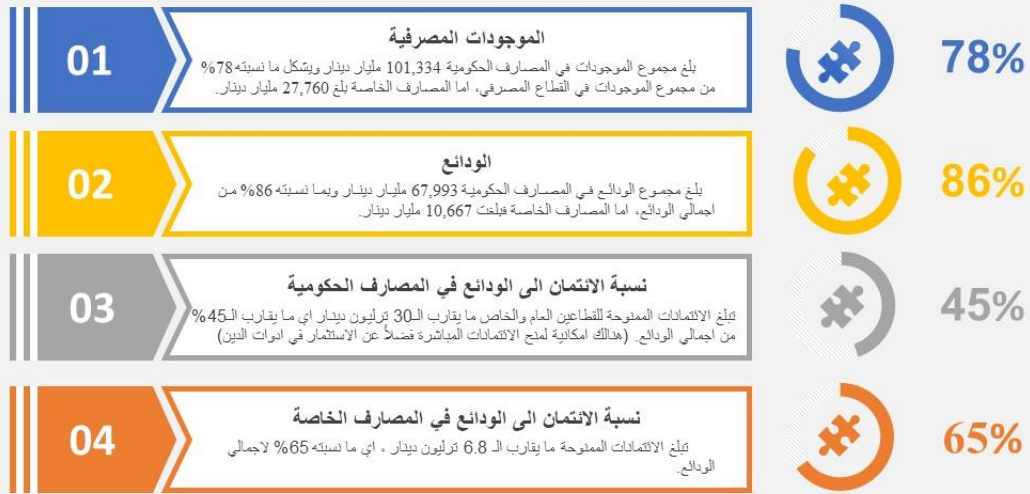 01
الموجودات المصرفية
بلغ مجموع الموجودات في المصارف الحكومية 101,334 مليار دينار ويشكل ما نسبته 78%
من مجموع الموجودات في القطاع المصرفي، اما المصارف الخاصة بلغ 27,760 مليار دينار.
78%
02
الودائع
بلغ مجموع الودائع في المصارف الحكومية 67,993 مليار دينار وبما نسبته 86% من
اجمالي الودائع، اما المصارف الخاصة فبلغت 10,667 مليار دينار.
86%
03
نسبة الائتمان الى الودائع في المصارف الحكومية
تبلغ الائتمانات الممنوحة للقطاعين العام والخاص ما يقارب الـ30 ترليون دينار اي ما يقارب الـ45%
من اجمالي الودائع. (هنالك امكانية لمنح الائتمانات المباشرة فضلاً عن الاستثمار في ادوات الدين)
45%
04
نسبة الائتمان الى الودائع في المصارف الخاصة
تبلغ الائتمانات الممنوحة ما يقارب الـ 6.8 ترليون دينار ، اي ما نسبته 65% لاجمالي
الودائع.
65%